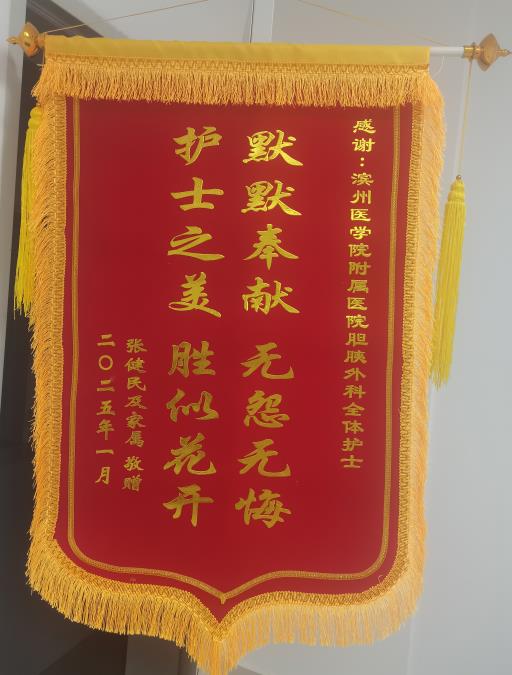 感谢：滨州医学院附属医院胆胰外科全体护士
默默奉献 无怨无悔
护士之美 胜似花开
张健民及家属 敬赠
二〇二五年一月